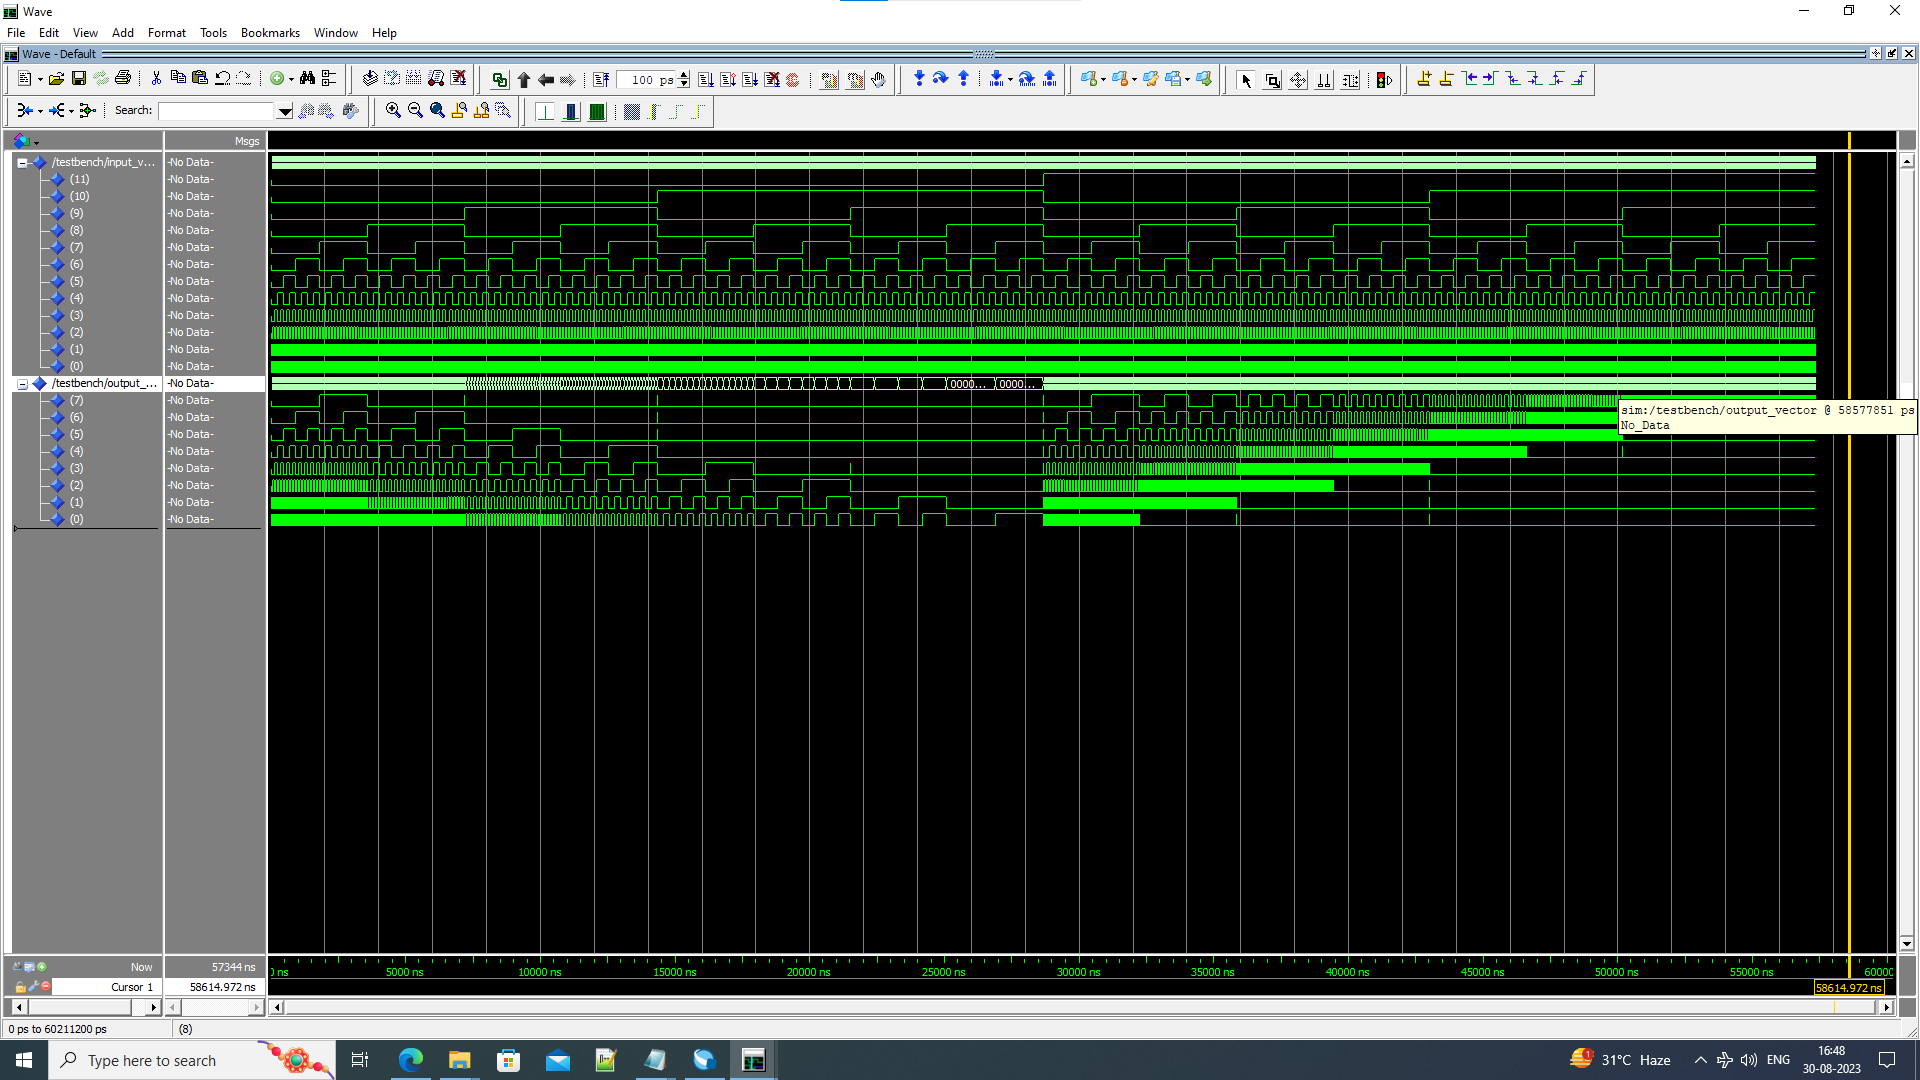 Wave
File Edit View Add Format Tools Bookmarks Window Help
Wave - Default
100 ps
Search:
Msgs
/testbench/input_v... -No Data-
(11) -No Data-
(10) -No Data-
(9) -No Data-
(8) -No Data-
(7) -No Data-
(6) -No Data-
(5) -No Data-
(4) -No Data-
(3) -No Data-
(2) -No Data-
(1) -No Data-
(0) -No Data-
/testbench/output_... -No Data- 0000... 0000...
(7) -No Data-
(6) -No Data-
(5) -No Data-
(4) -No Data-
(3) -No Data-
(2) -No Data-
(1) -No Data-
(0) -No Data-
sim:/testbench/output_vector @ 58577851 ps
No_Data
Now 57344 ns
ns 5000 ns 10000 ns 15000 ns 20000 ns 25000 ns 30000 ns 35000 ns 40000 ns 45000 ns 50000 ns 55000 ns 60000
Cursor 1 58614.972 ns 58614.972 ns
0 ps to 60211200 ps (8)
Type here to search
1 31°C Haze ENG
16:48
30-08-2023